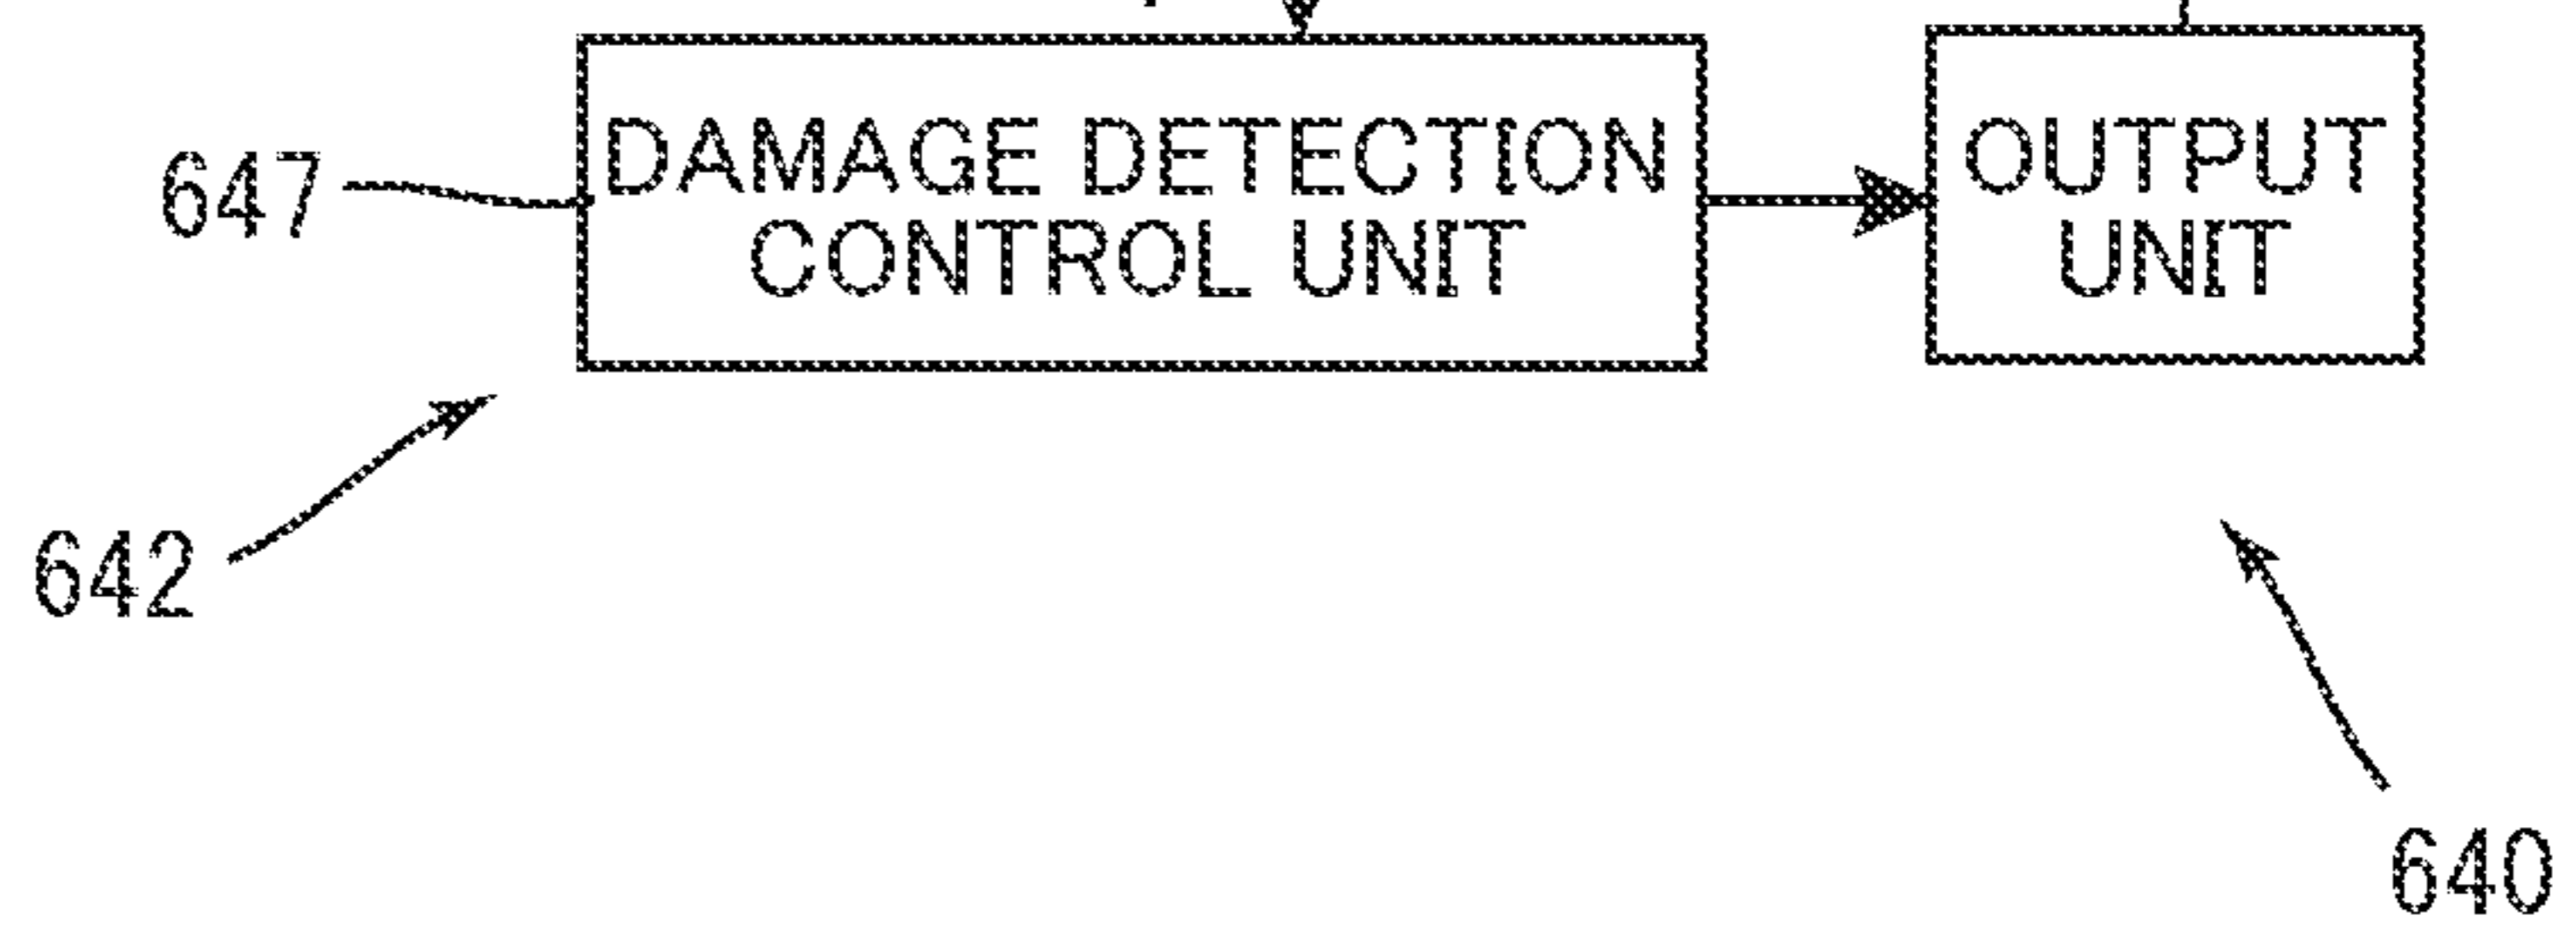 647
DAMAGE DETECTION
CONTROL UNIT
OUTPUT
UNIT
642
640